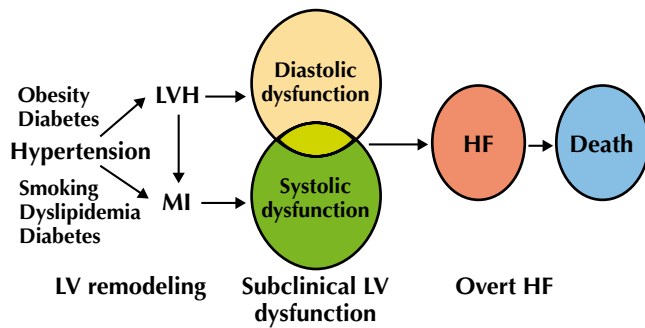 Obesity
Diabetes
Hypertension
Smoking
Dyslipidemia
Diabetes
LVH
MI
Diastolic
dysfunction
Systolic
dysfunction
HF
Death
LV remodeling
Subclinical LV
dysfunction
Overt HF